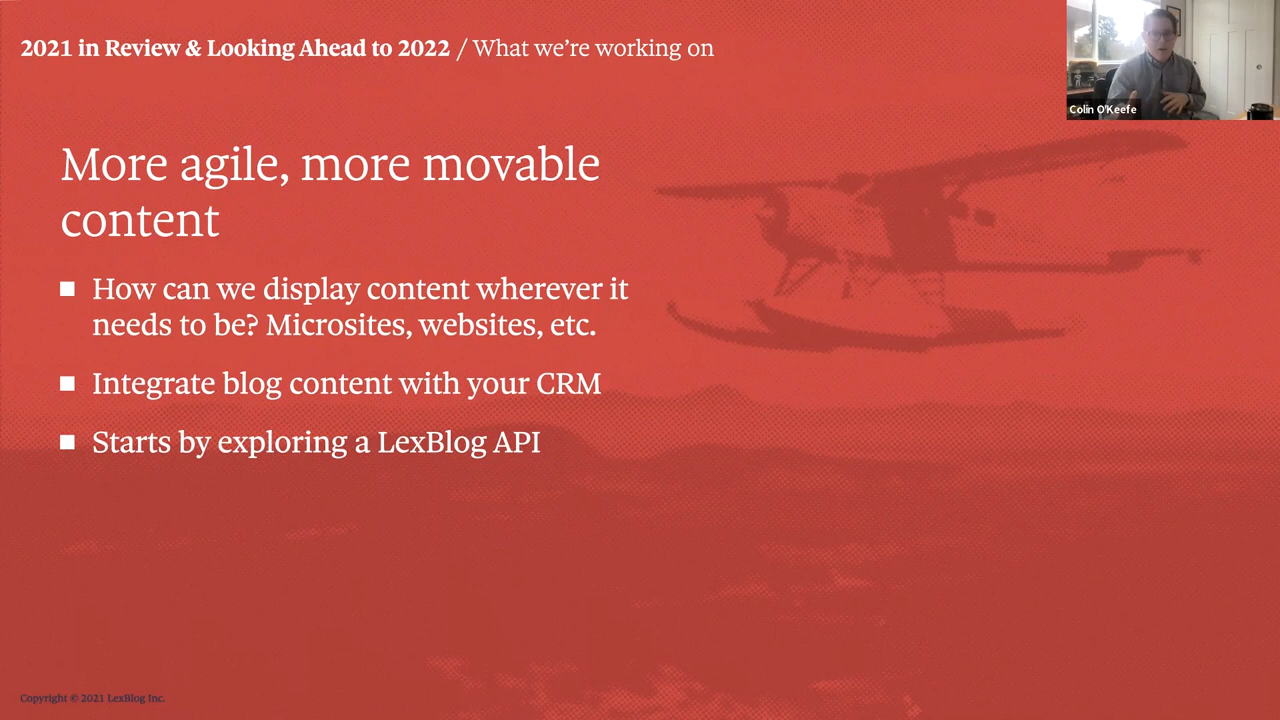 2021 in Review & Looking Ahead to 2022 / What we’re working on
Colin O'Keefe
More agile, more movable
content
How can we display content wherever it
needs to be? Microsites, websites, etc.
Integrate blog content with your CRM
Starts by exploring a LexBlog API
Copyright © 2021 LexBlog Inc.